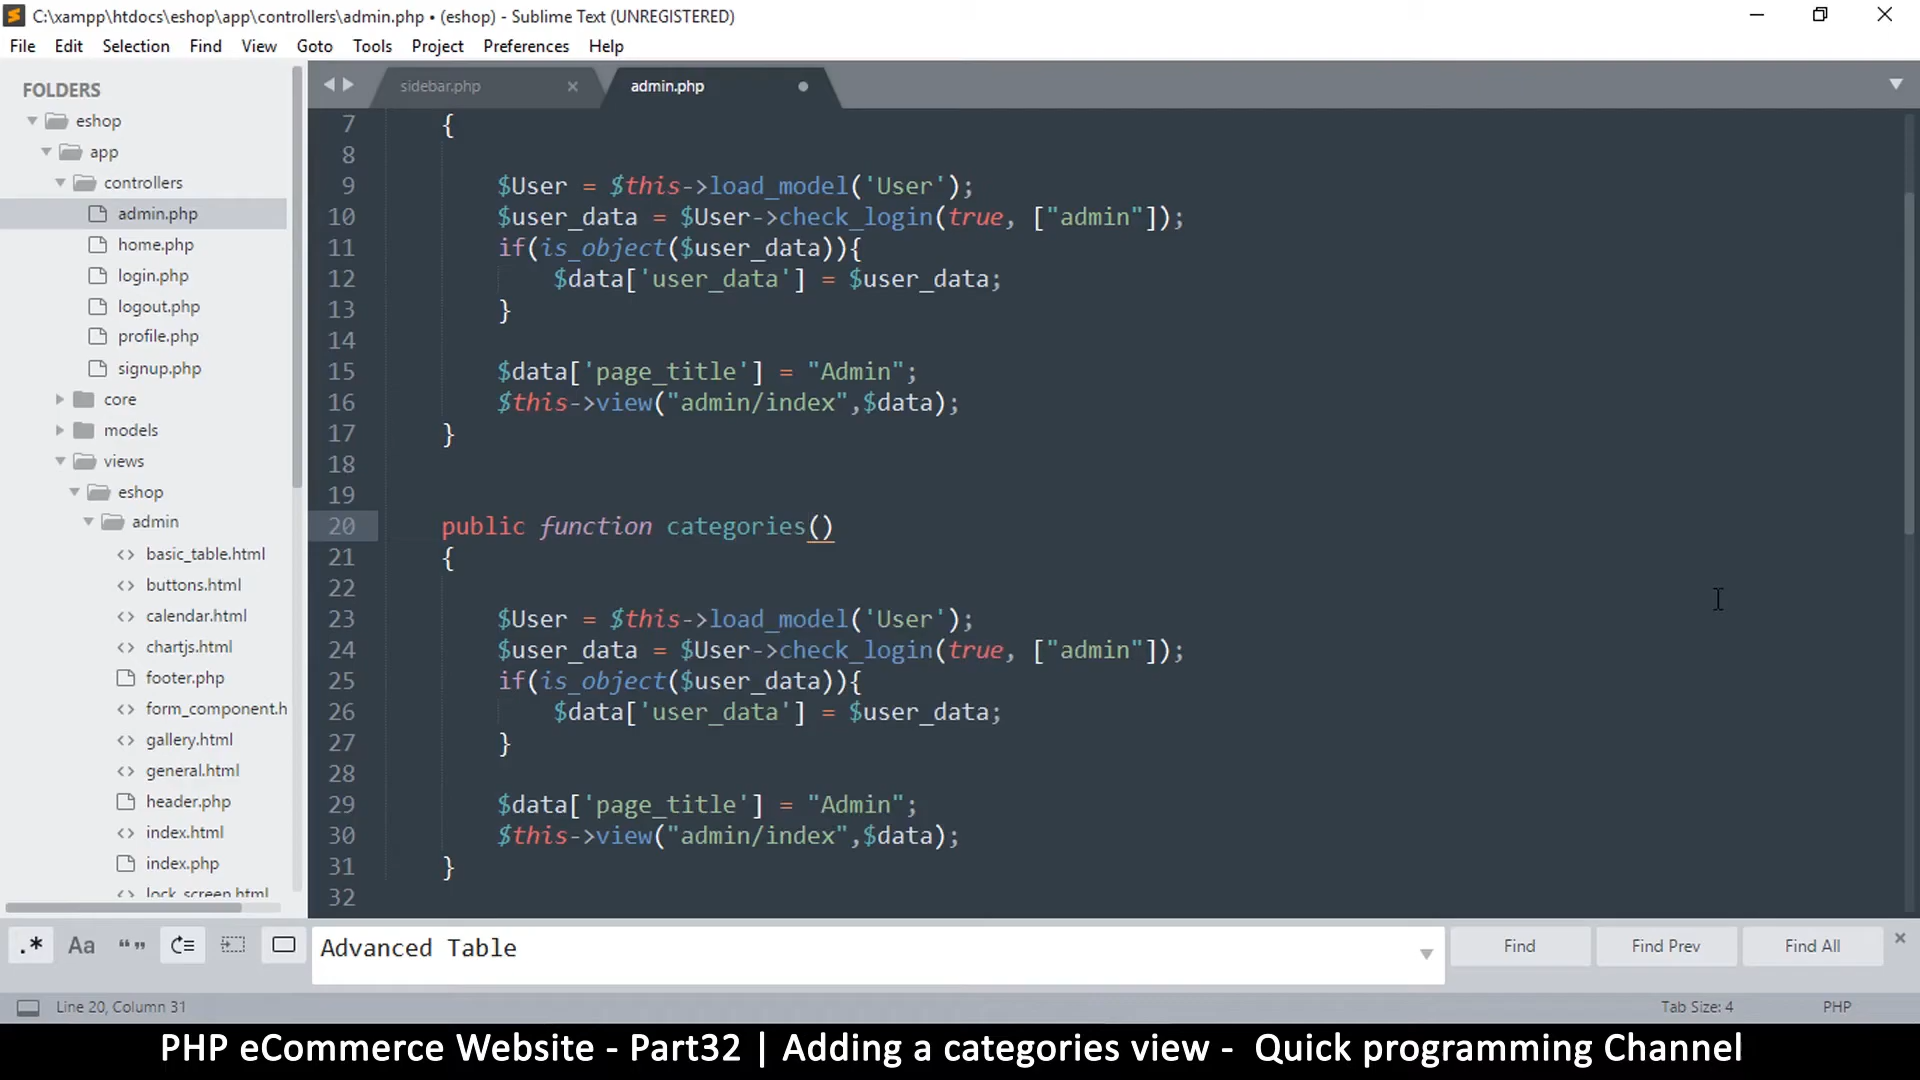 C:\xampp\htdocs\eshop\app\controllers\admin.php • (eshop) - Sublime Text (UNREGISTERED)
File Edit Selection Find View Goto Tools Project Preferences Help
FOLDERS
eshop
app
controllers
admin.php
home.php
login.php
logout.php
profile.php
signup.php
core
models
views
eshop
admin
basic_table.html
buttons.html
calendar.html
chartjs.html
footer.php
form_component.h
gallery.html
general.html
header.php
index.html
index.php
lock_screen.html
sidebar.php admin.php
7 {
8
9 $User = $this->load_model('User');
10 $user_data = $User->check_login(true, ["admin"]);
11 if(is_object($user_data)){
12 $data['user_data'] = $user_data;
13 }
14
15 $data['page_title'] = "Admin";
16 $this->view("admin/index",$data);
17 }
18
19
20 public function categories()
21 {
22
23 $User = $this->load_model('User');
24 $user_data = $User->check_login(true, ["admin"]);
25 if(is_object($user_data)){
26 $data['user_data'] = $user_data;
27 }
28
29 $data['page_title'] = "Admin";
30 $this->view("admin/index",$data);
31 }
32
.* Aa “” Advanced Table Find Find Prev Find All
Line 20, Column 31 Tab Size: 4 PHP
PHP eCommerce Website - Part32 | Adding a categories view - Quick programming Channel